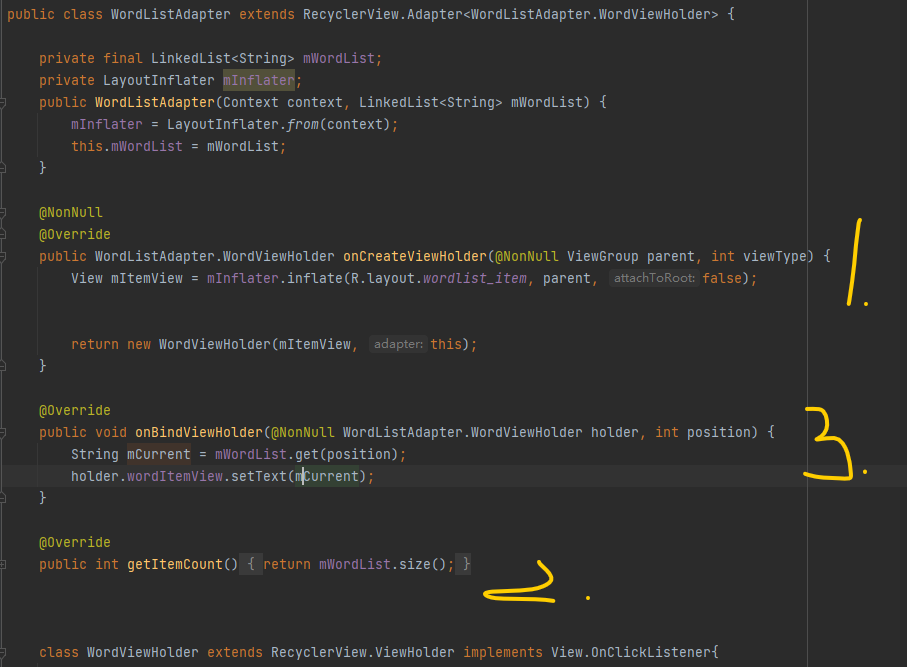 public class WordListAdapter extends RecyclerView.Adapter<WordListAdapter.WordViewHolder> {
private final LinkedList<String> mWordList;
private LayoutInflater mInflater;
public WordListAdapter(Context context, LinkedList<String> mWordList) {
mInflater = LayoutInflater.from(context);
this.mWordList = mWordList;
}
@NonNull
@Override
public WordListAdapter.WordViewHolder onCreateViewHolder(@NonNull ViewGroup parent, int viewType) {
View mItemView = mInflater.inflate(R.layout.wordlist_item, parent, attachToRoot: false);
1.
return new WordViewHolder(mItemView, adapter: this);
}
@Override
public void onBindViewHolder(@NonNull WordListAdapter.WordViewHolder holder, int position) {
String mCurrent = mWordList.get(position);
3.
holder.wordItemView.setText(mCurrent);
}
@Override
public int getItemCount() { return mWordList.size(); }
2.
class WordViewHolder extends RecyclerView.ViewHolder implements View.OnClickListener{